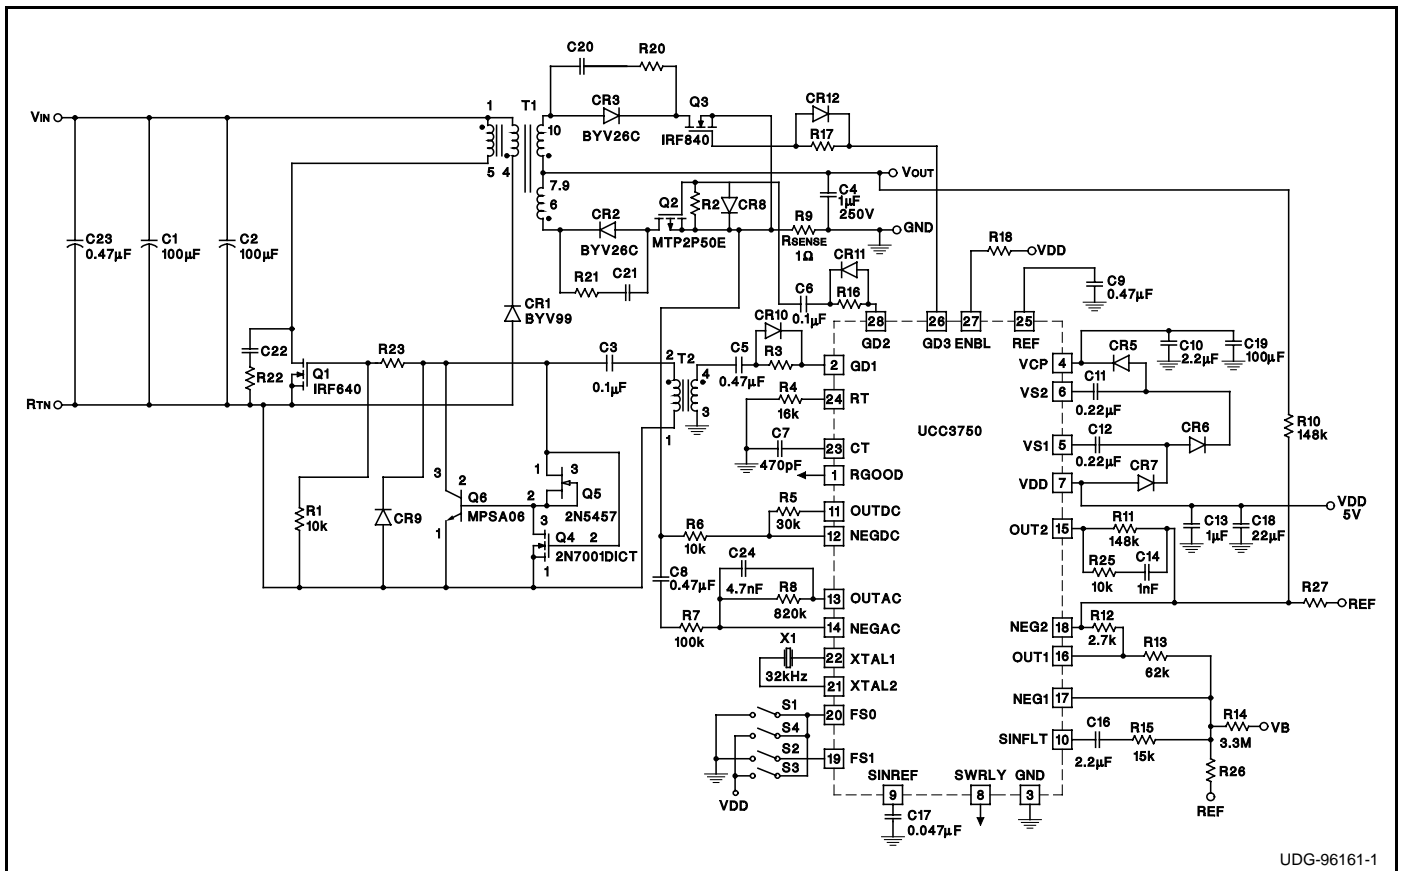 C20
R20
1
T1
10
CR3
BYV26C
Q3
IRF840
CR12
R17
VIN
5
4
7.9
6
VOUT
C4
1µF
250V
C23
0.47µF
C1
100µF
C2
100µF
CR2
BYV26C
Q2
MTP2P50E
R2
CR8
R9
RSENSE
1Ω
GND
R21
C21
CR11
R16
C6
0.1µF
R18
VDD
C9
0.47µF
CR1
BYV99
28
GD2
26
GD3
27
ENBL
25
REF
C22
R22
Q1
IRF640
R23
C3
0.1µF
2
T2
4
3
1
C5
0.47µF
CR10
R3
2
GD1
VCP
4
CR5
C10
2.2µF
C19
100µF
RTN
R4
16k
24
RT
VS2
6
C11
0.22µF
C7
470pF
23
CT
UCC3750
VS1
5
C12
0.22µF
CR6
R10
148k
1
RGOOD
VDD
7
CR7
VDD
5V
R1
10k
CR9
3
2
Q6
MPSA06
1
1
3
2
Q5
2N5457
3
Q4
2
2N7001DICT
1
R5
30k
11
OUTDC
R6
10k
12
NEGDC
OUT2
15
R11
148k
C13
1µF
C18
22µF
R25
10k
C14
1nF
C8
0.47µF
C24
4.7nF
R8
820k
13
OUTAC
R27
REF
R7
100k
14
NEGAC
NEG2
18
R12
2.7k
X1
32kHz
22
XTAL1
OUT1
16
R13
62k
21
XTAL2
NEG1
17
S1
S4
S2
S3
20
FS0
19
FS1
VDD
SINFLT
10
C16
2.2µF
R15
15k
R14
3.3M
VB
R26
REF
SINREF
9
SWRLY
8
GND
3
C17
0.047µF
UDG-96161-1